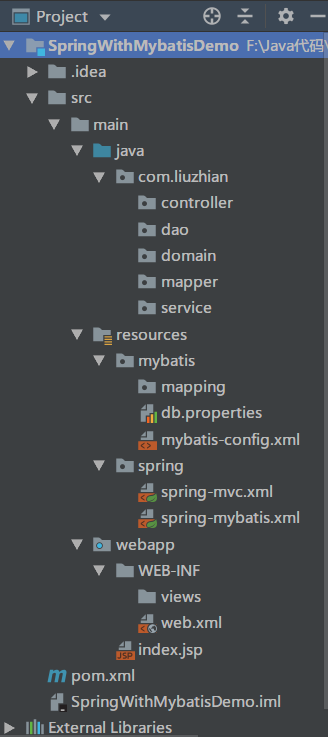 Project
SpringWithMybatisDemo F:\Java代码\
.idea
src
main
java
com.liuzhian
controller
dao
domain
mapper
service
resources
mybatis
mapping
db.properties
mybatis-config.xml
spring
spring-mvc.xml
spring-mybatis.xml
webapp
WEB-INF
views
web.xml
index.jsp
pom.xml
SpringWithMybatisDemo.iml
External Libraries